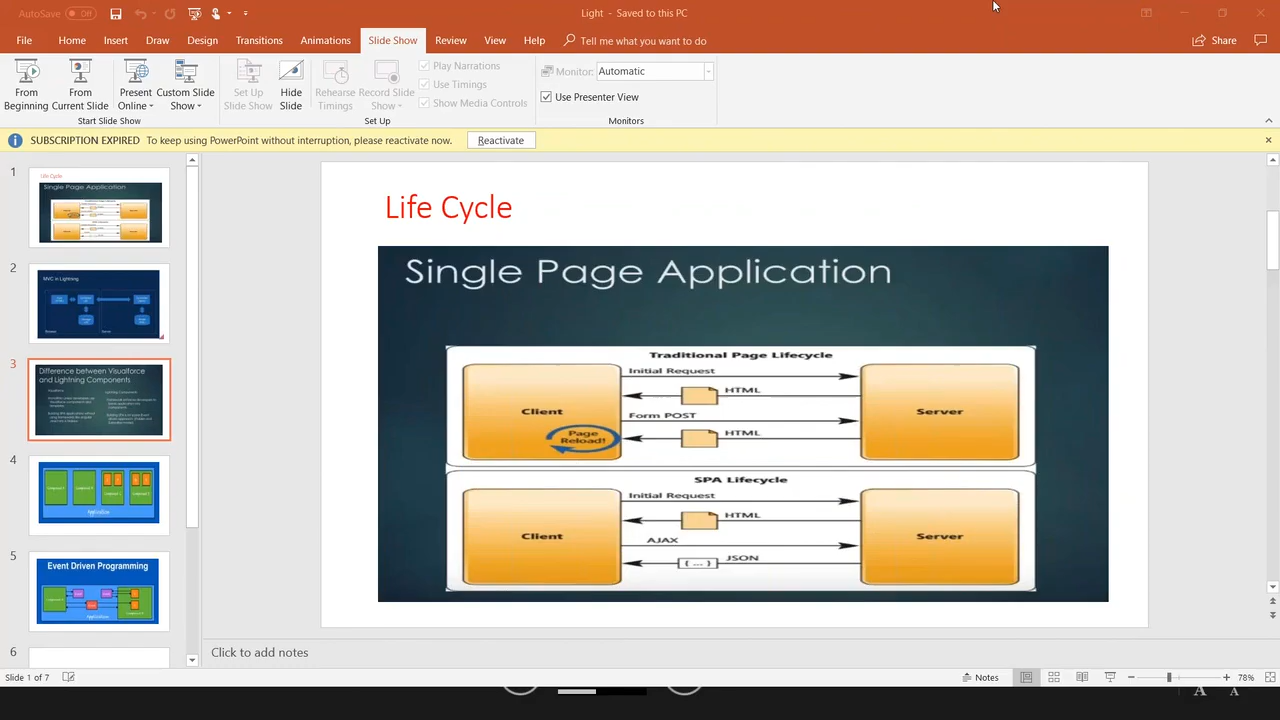 AutoSave Off
Light - Saved to this PC
File Home Insert Draw Design Transitions Animations Slide Show Review View Help Tell me what you want to do Share
From Beginning
From Current Slide
Present Online
Custom Slide Show
Set Up Slide Show
Hide Slide
Rehearse Timings
Record Slide Show
Play Narrations
Use Timings
Show Media Controls
Monitor: Automatic
Use Presenter View
Start Slide Show Set Up Monitors
SUBSCRIPTION EXPIRED To keep using PowerPoint without interruption, please reactivate now. Reactivate
1
Life Cycle
Single Page Application
2
MVC in Lightning
3
Difference between Visualforce
and Lightning Components
4
Application
5
Event Driven Programming
Application
6
Life Cycle
Single Page Application
Traditional Page Lifecycle
Initial Request
HTML
Client
Server
Form POST
HTML
Page
Reload!
SPA Lifecycle
Initial Request
HTML
Client
Server
AJAX
JSON
{ ... }
Click to add notes
Slide 1 of 7 Notes 78%
A A